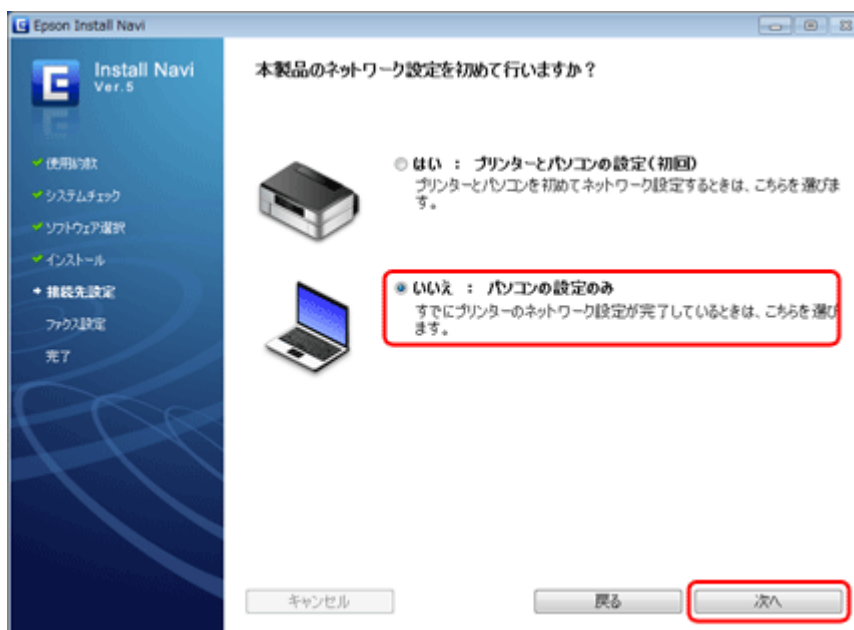 Epson Install Navi
Install Navi
Ver.5
使用約款
システムチェック
ソフトウェア選択
インストール
接続先設定
ファクス設定
完了
本製品のネットワーク設定を初めて行いますか？
はい ： プリンターとパソコンの設定(初回)
プリンターとパソコンを初めてネットワーク設定するときは、こちらを選びま
す。
いいえ ： パソコンの設定のみ
すでにプリンターのネットワーク設定が完了しているときは、こちらを選び
ます。
キャンセル
戻る
次へ